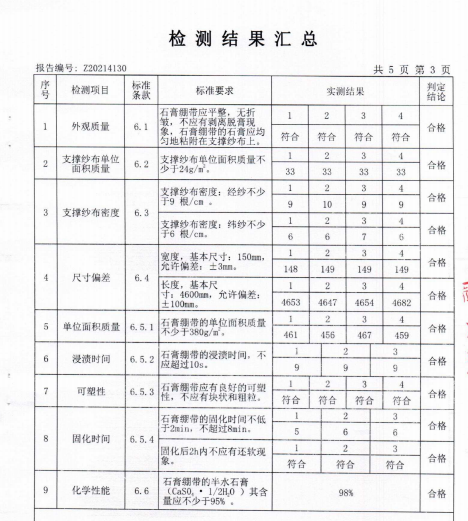 检测结果汇总
报告编号: Z20214130 共 5 页 第 3 页
序号 检测项目 标准条款 标准要求 实测结果 判定结论
1 外观质量 6.1 石膏绷带应平整，无折皱，不应有剥离脱膏现象，石膏绷带的石膏应均匀地粘附在支撑纱布上。 1 2 3 4 合格
符合 符合 符合 符合
2 支撑纱布单位面积质量 6.2 支撑纱布单位面积质量不少于24g/m²。 1 2 3 4 合格
33 33 33 33
3 支撑纱布密度 6.3 支撑纱布密度：经纱不少于9 根/cm 。 1 2 3 4 合格
9 10 9 9
支撑纱布密度：纬纱不少于6 根/cm。 1 2 3 4 合格
6 6 7 6
4 尺寸偏差 6.4 宽度，基本尺寸：150mm，允许偏差：±3mm。 1 2 3 4 合格
148 149 149 149
长度，基本尺寸：4600mm，允许偏差：±100mm。 1 2 3 4 合格
4653 4647 4654 4682
5 单位面积质量 6.5.1 石膏绷带的单位面积质量不少于380g/m²。 1 2 3 4 合格
461 456 467 459
6 浸渍时间 6.5.2 石膏绷带的浸渍时间，不应超过10s。 1 2 3 合格
9 9 9
7 可塑性 6.5.3 石膏绷带应有良好的可塑性，不应有块状和粗粒。 1 2 3 4 合格
符合 符合 符合 符合
8 固化时间 6.5.4 石膏绷带的固化时间不低于2min，不超过8min。 1 2 3 合格
5 6 6
固化后2h内不应有还软现象。 1 2 3 合格
符合 符合 符合
9 化学性能 6.6 石膏绷带的半水石膏（CaSO₄ · 1/2H₂O ）其含量应不少于95% 。 98% 合格